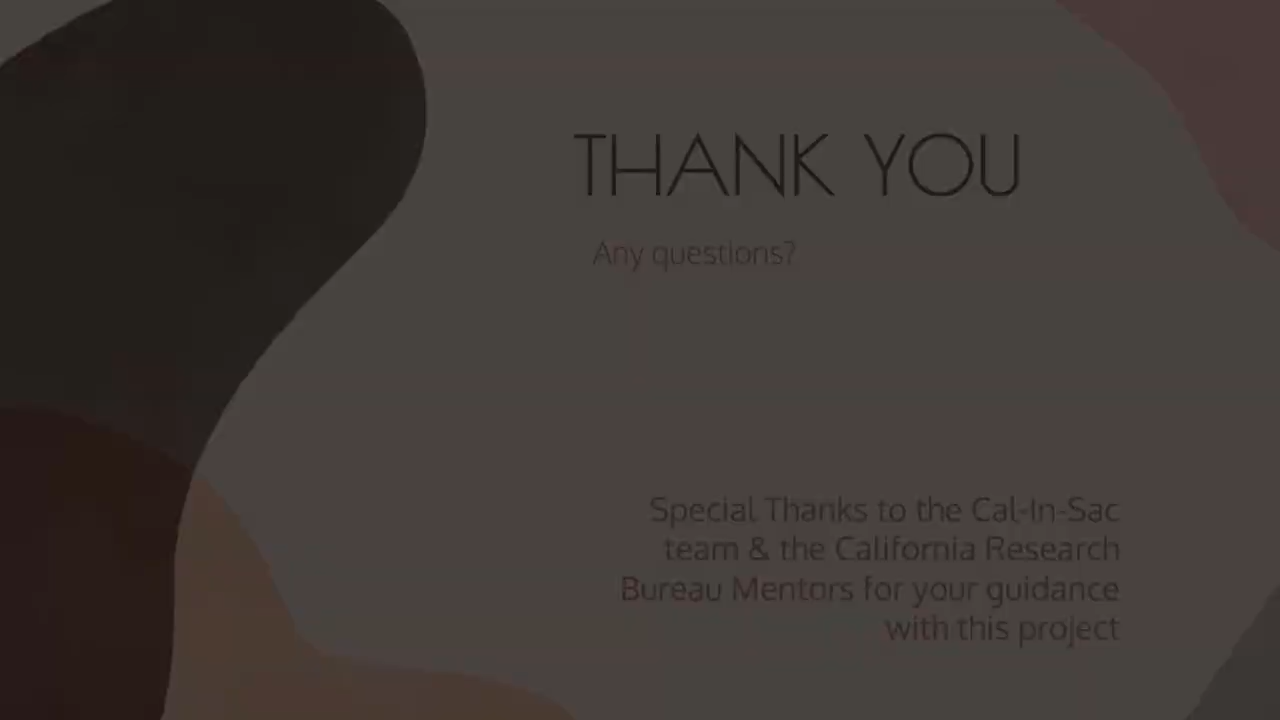 THANK YOU
Any questions?
Special Thanks to the Cal-In-Sac
team & the California Research
Bureau Mentors for your guidance
with this project